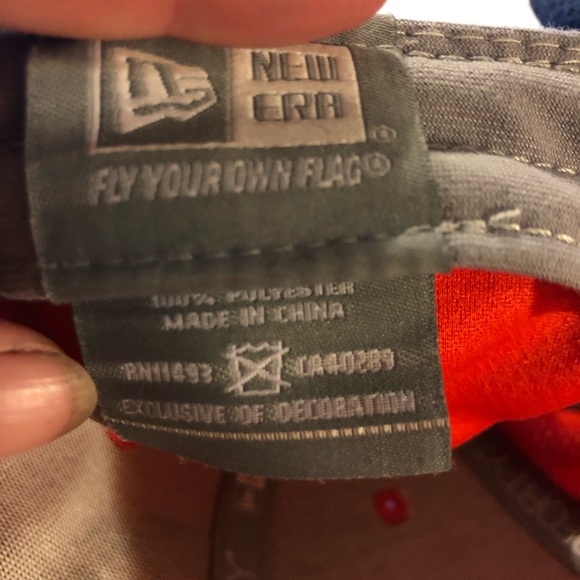 NEW
ERA
®
FLY YOUR OWN FLAG®
100% POLYESTER
MADE IN CHINA
RN11493 CA40289
EXCLUSIVE OF DECORATION